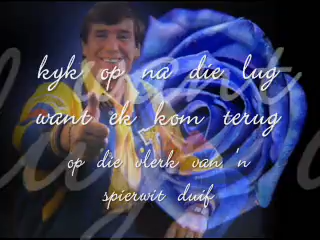 kyk op na die lug
want ek kom terug
op die vlerk van 'n
spierwit duif